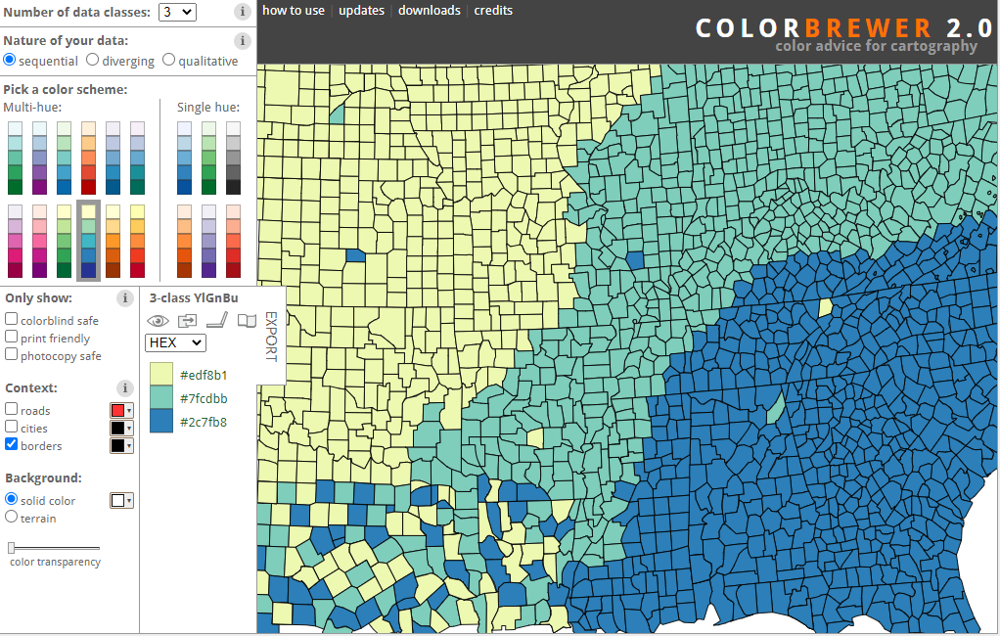 Number of data classes: 3 i
how to use | updates | downloads | credits
COLORBREWER 2.0
color advice for cartography
Nature of your data: i
sequential diverging qualitative
Pick a color scheme:
Multi-hue: Single hue:
Only show: i
colorblind safe
print friendly
photocopy safe
Context: i
roads
cities
borders
Background:
solid color
terrain
color transparency
3-class YlGnBu
EXPORT
HEX
#edf8b1
#7fcdbb
#2c7fb8